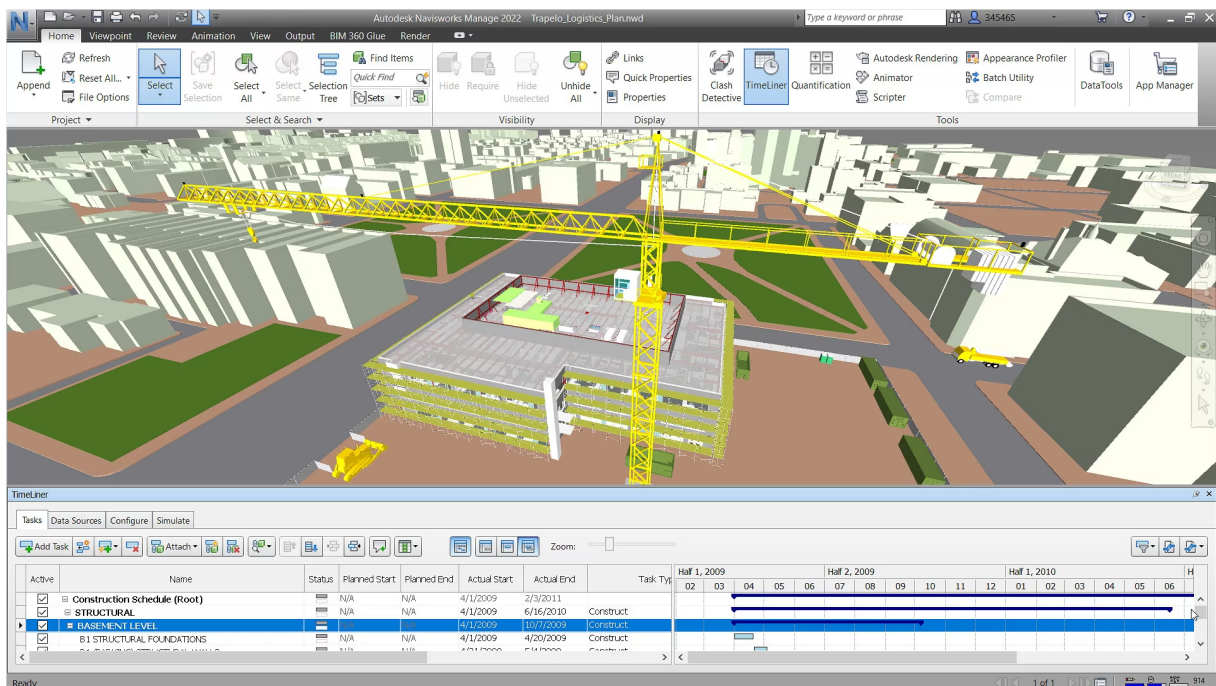 Autodesk Navisworks Manage 2022 Trapelo_Logistics_Plan.nwd Type a keyword or phrase 345465
Home Viewpoint Review Animation View Output BIM 360 Glue Render
Append
Refresh
Reset All...
File Options
Project
Select
Save Selection
Select All
Select Same
Selection Tree
Find Items
Quick Find
Sets
Select & Search
Hide
Require
Hide Unselected
Unhide All
Visibility
Links
Quick Properties
Properties
Display
Clash Detective
TimeLiner
Quantification
Autodesk Rendering
Animator
Scripter
Appearance Profiler
Batch Utility
Compare
DataTools
App Manager
Tools
TimeLiner
Tasks Data Sources Configure Simulate
Add Task Attach Zoom:
Active Name Status Planned Start Planned End Actual Start Actual End Task Typ
Half 1, 2009 Half 2, 2009 Half 1, 2010 H
02 03 04 05 06 07 08 09 10 11 12 01 02 03 04 05 06
Construction Schedule (Root) N/A N/A 4/1/2009 2/3/2011
STRUCTURAL N/A N/A 4/1/2009 6/16/2010 Construct
BASEMENT LEVEL N/A N/A 4/1/2009 10/7/2009 Construct
B1 STRUCTURAL FOUNDATIONS N/A N/A 4/1/2009 4/20/2009 Construct
Ready 1 of 1 914